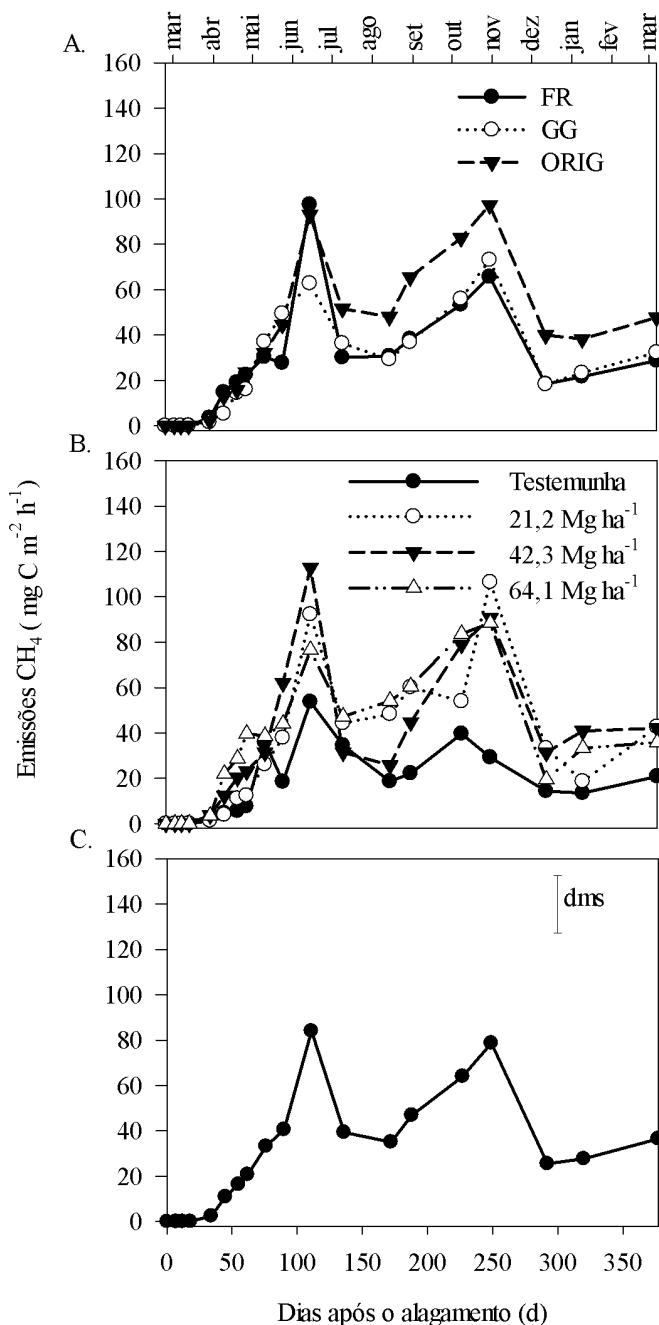 A.
mar abr mai jun jul ago set out nov dez jan fev mar
160
140
120
100
80
60
40
20
0
FR
GG
ORIG
B.
160
140
120
100
80
60
40
20
0
Testemunha
21,2 Mg ha⁻¹
42,3 Mg ha⁻¹
64,1 Mg ha⁻¹
Emissões CH₄ ( mg C m⁻² h⁻¹)
C.
160
140
120
100
80
60
40
20
0
dms
0 50 100 150 200 250 300 350
Dias após o alagamento (d)